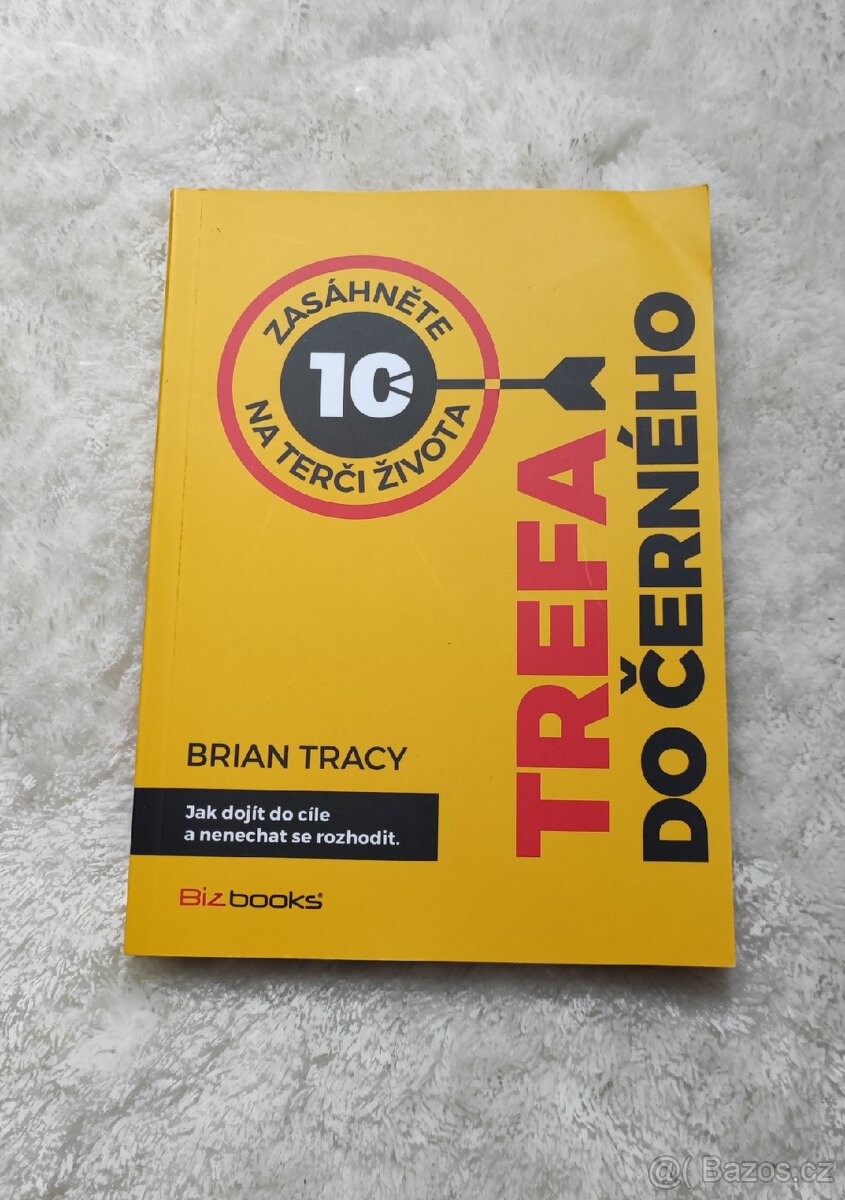 ZASÁHNĚTE
10
NA TERČI ŽIVOTA
TREFA
DO ČERNÉHO
BRIAN TRACY
Jak dojít do cíle
a nenechat se rozhodit.
Bizbooks®
@( Bazos.cz